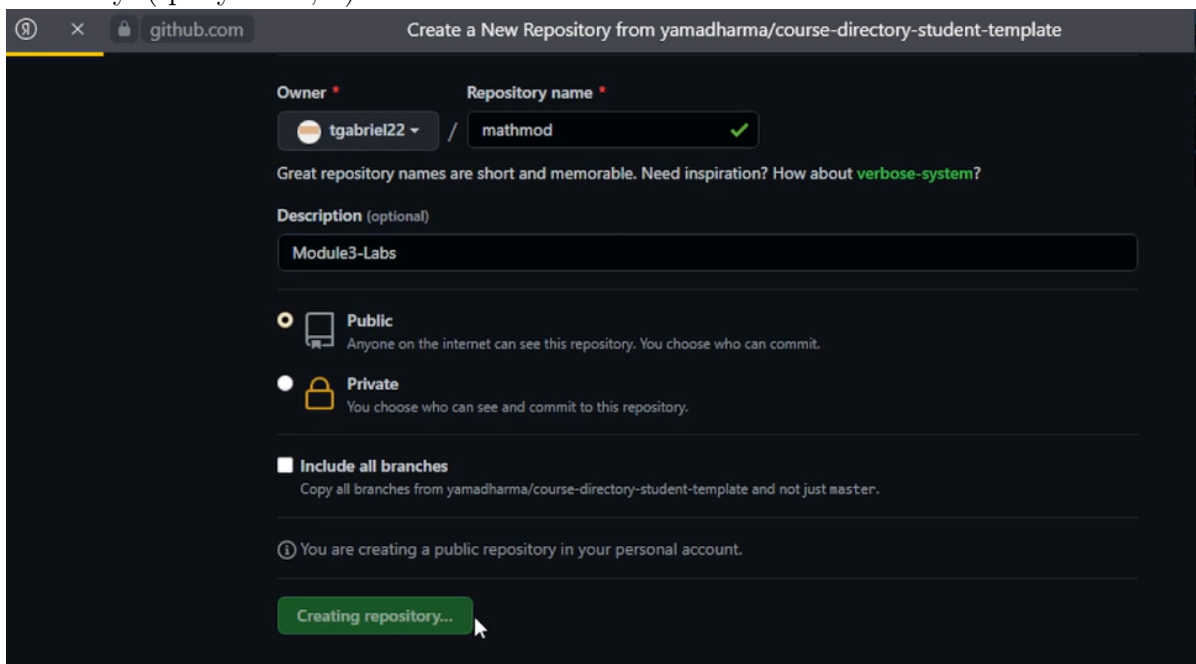 github.com
Create a New Repository from yamadharma/course-directory-student-template
Owner *
Repository name *
tgabriel22 / mathmod
Great repository names are short and memorable. Need inspiration? How about verbose-system?
Description (optional)
Module3-Labs
Public
Anyone on the internet can see this repository. You choose who can commit.
Private
You choose who can see and commit to this repository.
Include all branches
Copy all branches from yamadharma/course-directory-student-template and not just master.
You are creating a public repository in your personal account.
Creating repository...